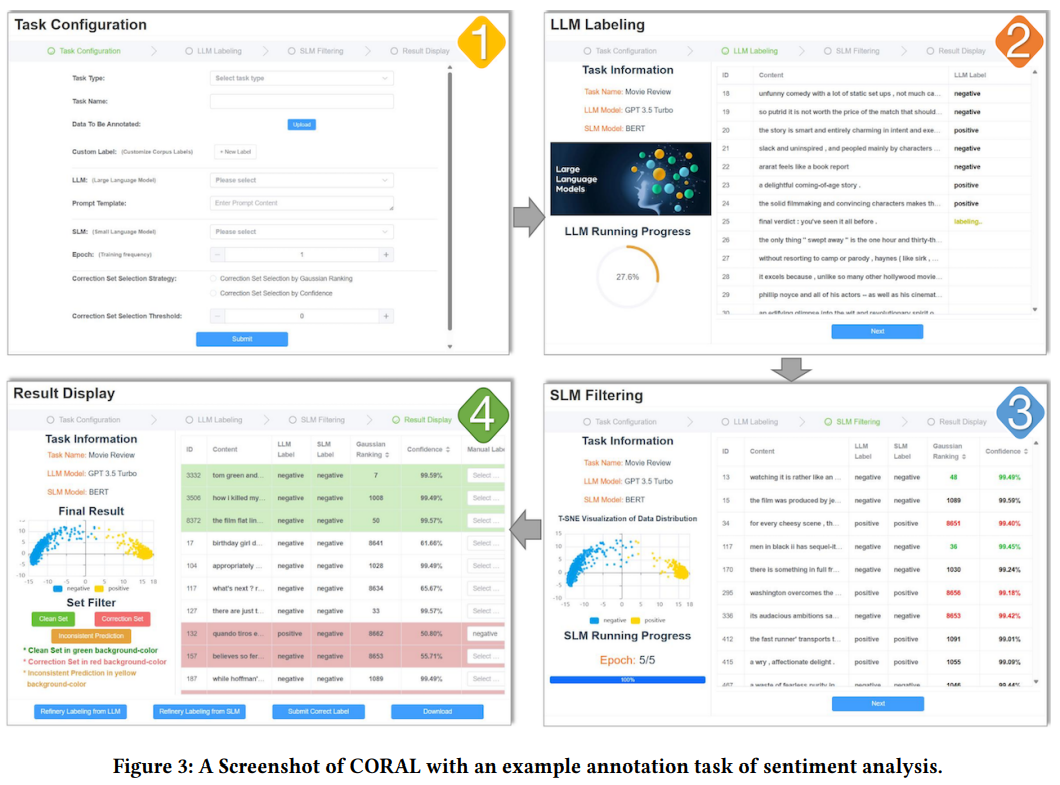 Task Configuration
1
Task Configuration
LLM Labeling
SLM Filtering
Result Display
Task Type:
Select task type
Task Name:
Data To Be Annotated:
Upload
Custom Label: (Customize Corpus Labels)
+ New Label
LLM: (Large Language Model)
Please select
Prompt Template:
Enter Prompt Content
SLM: (Small Language Model)
Please select
Epoch: (Training frequency)
− 1 +
Correction Set Selection Strategy:
Correction Set Selection by Gaussian Ranking
Correction Set Selection by Confidence
Correction Set Selection Threshold:
− 0 +
Submit
LLM Labeling
2
Task Configuration
LLM Labeling
SLM Filtering
Result Display
Task Information
Task Name: Movie Review
LLM Model: GPT 3.5 Turbo
SLM Model: BERT
Large
Language
Models
LLM Running Progress
27.6%
ID Content LLM Label
18 unfunny comedy with a lot of static set ups , not much ca... negative
19 so putrid it is not worth the price of the match that should... negative
20 the story is smart and entirely charming in intent and exe... positive
21 slack and uninspired , and peopled mainly by characters ... negative
22 ararat feels like a book report negative
23 a delightful coming-of-age story . positive
24 the solid filmmaking and convincing characters makes th... positive
25 final verdict : you've seen it all before . labeling..
26 the only thing " swept away " is the one hour and thirty-th...
27 without resorting to camp or parody , haynes ( like sirk , ...
28 it excels because , unlike so many other hollywood movie...
29 phillip noyce and all of his actors -- as well as his cinemat...
30 an edifying glimpse into the wit and revolutionary spirit o...
Next
SLM Filtering
3
Task Configuration
LLM Labeling
SLM Filtering
Result Display
Task Information
Task Name: Movie Review
LLM Model: GPT 3.5 Turbo
SLM Model: BERT
T-SNE Visualization of Data Distribution
15
10
5
0
-5
-10
-15 -10 -5 0 5 10 15 18
negative positive
SLM Running Progress
Epoch: 5/5
100%
ID Content LLM Label SLM Label Gaussian Ranking Confidence
13 watching it is rather like an ... negative negative 48 99.49%
15 the film was produced by je... negative negative 1089 99.59%
34 for every cheesy scene , th... positive positive 8651 99.40%
117 men in black ii has sequel-it... negative negative 36 99.45%
170 there is something in full fr... negative negative 1030 99.24%
295 washington overcomes the ... positive positive 8656 99.18%
336 its audacious ambitions sa... negative negative 8653 99.42%
412 the fast runner' transports t... positive positive 1091 99.01%
415 a wry , affectionate delight . positive positive 1055 99.09%
467 a waste of fearless purity in ... negative negative 1046 99.44%
Next
Result Display
4
Task Configuration
LLM Labeling
SLM Filtering
Result Display
Task Information
Task Name: Movie Review
LLM Model: GPT 3.5 Turbo
SLM Model: BERT
Final Result
10
5
0
-5
-10
-15 -10 -5 0 5 10 15 18
negative positive
Set Filter
Clean Set
Correction Set
Inconsistent Prediction
* Clean Set in green background-color
* Correction Set in red background-color
* Inconsistent Prediction in yellow
background-color
ID Content LLM Label SLM Label Gaussian Ranking Confidence Manual Labe
3332 tom green and... negative negative 7 99.59% Select ...
3506 how i killed my... negative negative 1008 99.49% Select ...
8372 the film flat lin... negative negative 50 99.57% Select ...
17 birthday girl d... negative negative 8641 61.66% Select ...
104 appropriately ... negative negative 1028 99.49% Select ...
117 what's next ? r... negative negative 8634 65.67% Select ...
127 there are just t... negative negative 33 99.57% Select ...
132 quando tiros e... positive negative 8662 50.80% negative
157 believes so fer... negative negative 8653 55.71% Select ...
187 while hoffman'... negative negative 1089 99.49% Select ...
Refinery Labeling from LLM
Refinery Labeling from SLM
Submit Correct Label
Download
Figure 3: A Screenshot of CORAL with an example annotation task of sentiment analysis.